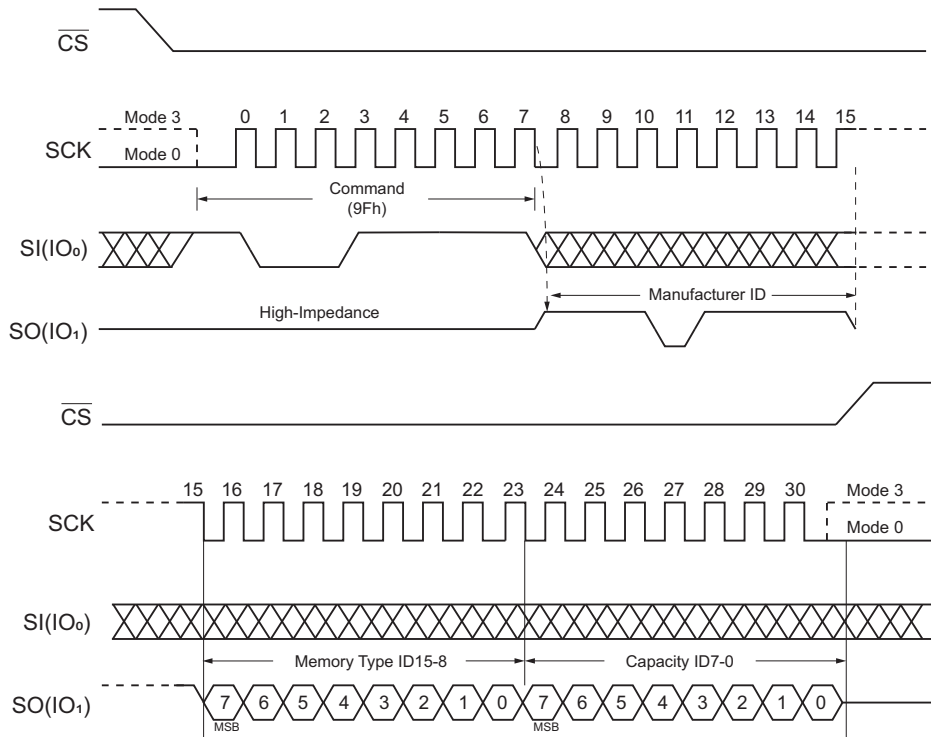 CS
Mode 3 0 1 2 3 4 5 6 7 8 9 10 11 12 13 14 15
SCK
Mode 0
Command
(9Fh)
SI(IO₀)
Manufacturer ID
High-Impedance
SO(IO₁)
CS
15 16 17 18 19 20 21 22 23 24 25 26 27 28 29 30 Mode 3
SCK
Mode 0
SI(IO₀)
Memory Type ID15-8 Capacity ID7-0
SO(IO₁) 7 6 5 4 3 2 1 0 7 6 5 4 3 2 1 0
MSB MSB